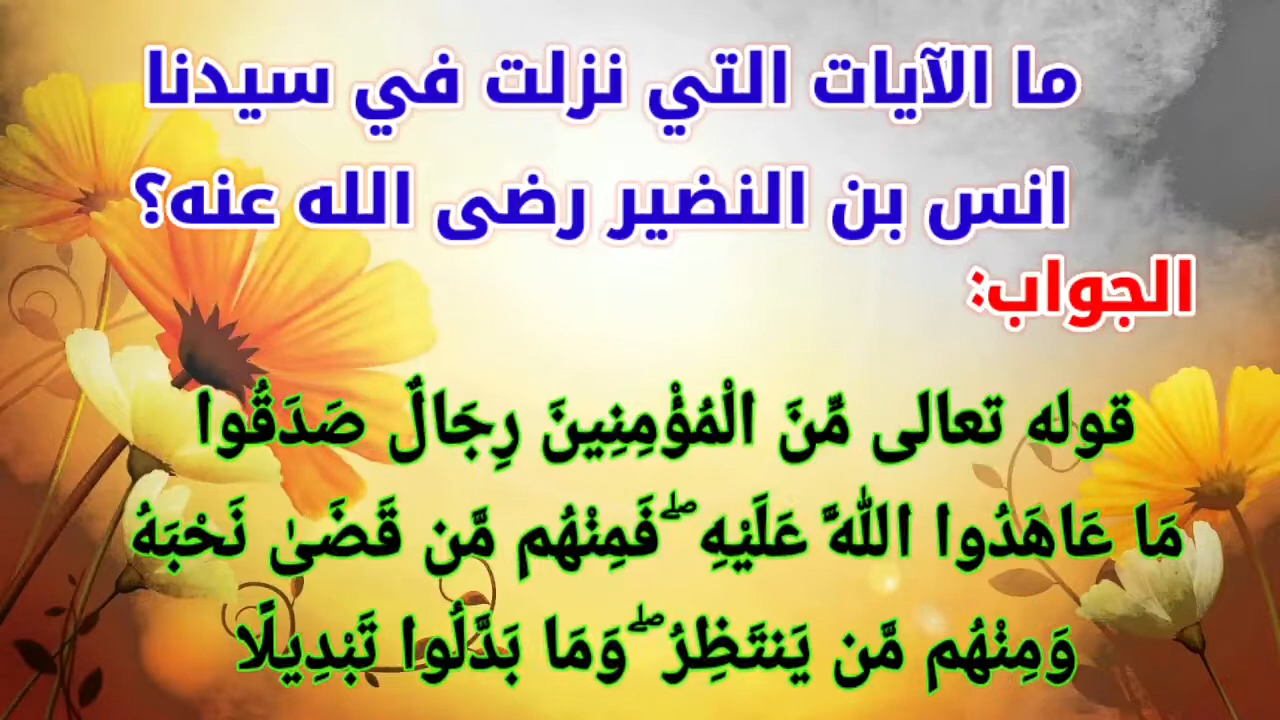 ما الآيات التي نزلت في سيدنا
انس بن النضير رضى الله عنه؟
الجواب:
قوله تعالى مِّنَ الْمُؤْمِنِينَ رِجَالٌ صَدَقُوا
مَا عَاهَدُوا اللَّهَ عَلَيْهِ ۖ فَمِنْهُم مَّن قَضَىٰ نَحْبَهُ
وَمِنْهُم مَّن يَنتَظِرُ ۖ وَمَا بَدَّلُوا تَبْدِيلًا